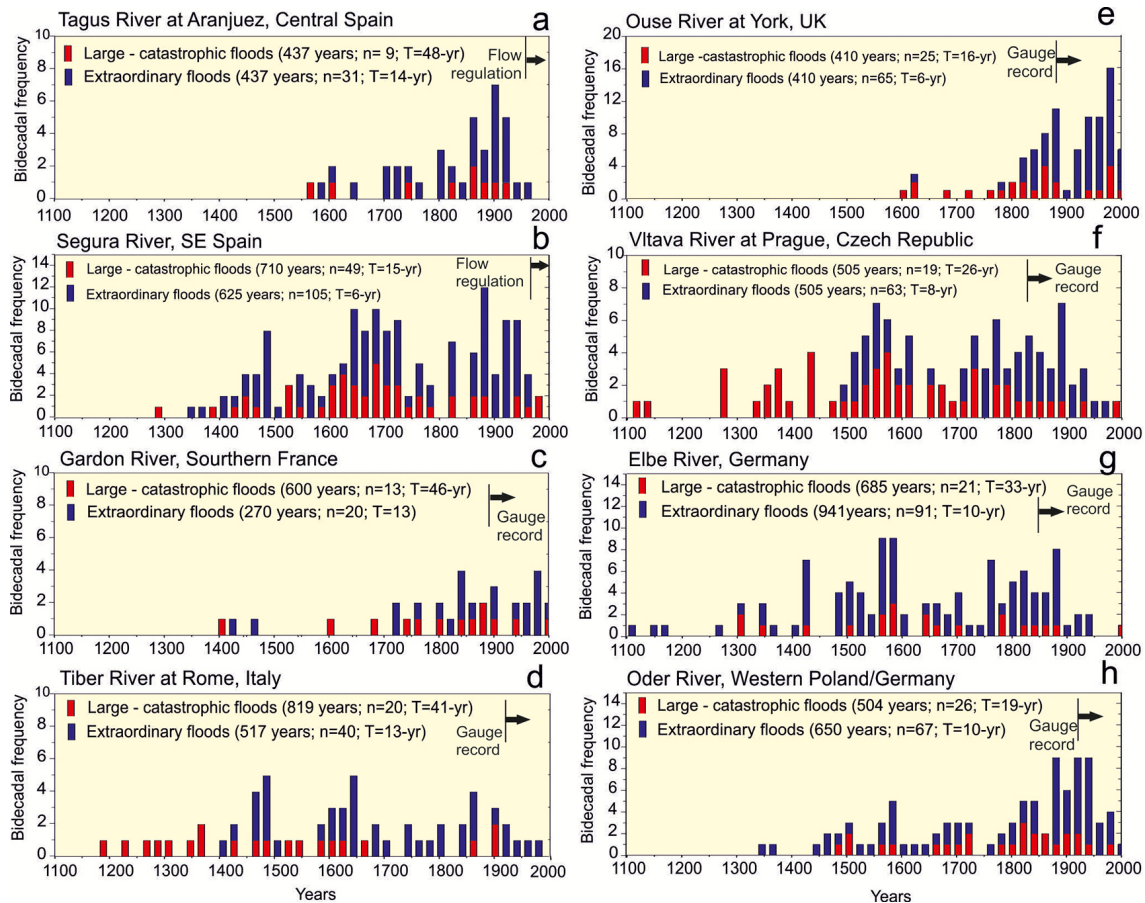 Tagus River at Aranjuez, Central Spain
a
Large - catastrophic floods (437 years; n= 9; T=48-yr)
Extraordinary floods (437 years; n=31; T=14-yr)
Flow
regulation
Bidecadal frequency
10
8
6
4
2
0
1100 1200 1300 1400 1500 1600 1700 1800 1900 2000
Segura River, SE Spain
b
Large - catastrophic floods (710 years; n=49; T=15-yr)
Extraordinary floods (625 years; n=105; T=6-yr)
Flow
regulation
Bidecadal frequency
14
12
10
8
6
4
2
0
1100 1200 1300 1400 1500 1600 1700 1800 1900 2000
Gardon River, Sourthern France
c
Large - catastrophic floods (600 years; n=13; T=46-yr)
Extraordinary floods (270 years; n=20; T=13)
Gauge
record
Bidecadal frequency
10
8
6
4
2
0
1100 1200 1300 1400 1500 1600 1700 1800 1900 2000
Tiber River at Rome, Italy
d
Large - catastrophic floods (819 years; n=20; T=41-yr)
Extraordinary floods (517 years; n=40; T=13-yr)
Gauge
record
Bidecadal frequency
10
8
6
4
2
0
1100 1200 1300 1400 1500 1600 1700 1800 1900 2000
Years
Ouse River at York, UK
e
Large -castastrophic floods (410 years; n=25; T=16-yr)
Extraordinary floods (410 years; n=65; T=6-yr)
Gauge
record
Bidecadal frequency
20
16
12
8
4
0
1100 1200 1300 1400 1500 1600 1700 1800 1900 2000
Vltava River at Prague, Czech Republic
f
Large - catastrophic floods (505 years; n=19; T=26-yr)
Extraordinary floods (505 years; n=63; T=8-yr)
Gauge
record
Bidecadal frequency
10
8
6
4
2
0
1100 1200 1300 1400 1500 1600 1700 1800 1900 2000
Elbe River, Germany
g
Large - catastrophic floods (685 years; n=21; T=33-yr)
Extraordinary floods (941years; n=91; T=10-yr)
Gauge
record
Bidecadal frequency
14
12
10
8
6
4
2
0
1100 1200 1300 1400 1500 1600 1700 1800 1900 2000
Oder River, Western Poland/Germany
h
Large - catastrophic floods (504 years; n=26; T=19-yr)
Extraordinary floods (650 years; n=67; T=10-yr)
Gauge
record
Bidecadal frequency
14
12
10
8
6
4
2
0
1100 1200 1300 1400 1500 1600 1700 1800 1900 2000
Years